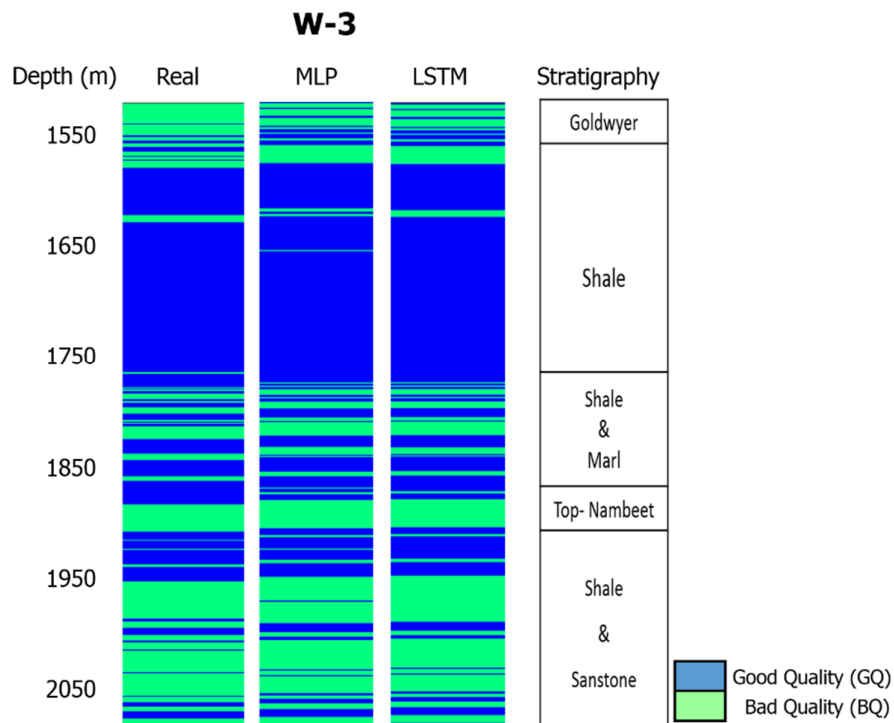 W-3
Depth (m) Real MLP LSTM Stratigraphy
1550
1650
1750
1850
1950
2050
Goldwyer
Shale
Shale
&
Marl
Top- Nambeet
Shale
&
Sanstone
Good Quality (GQ)
Bad Quality (BQ)